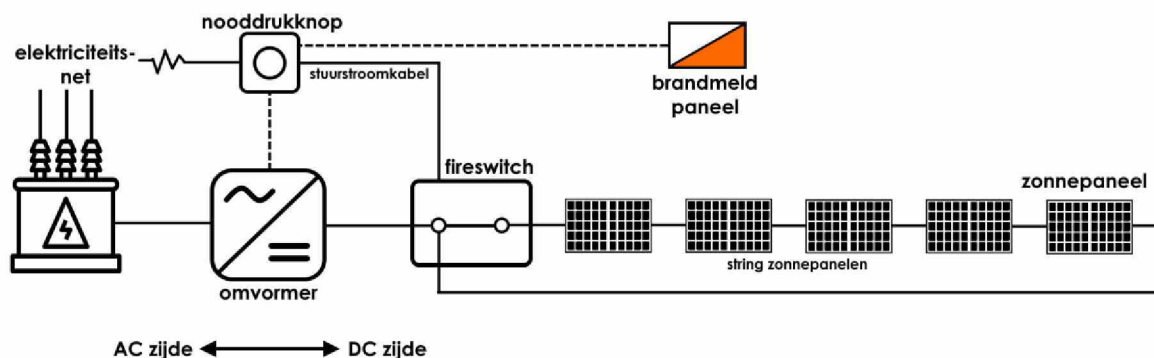 nooddrukknop
elektriciteits-
net
stuurstroomkabel
brandmeld
paneel
fireswitch
zonnepaneel
string zonnepanelen
omvormer
AC zijde
DC zijde